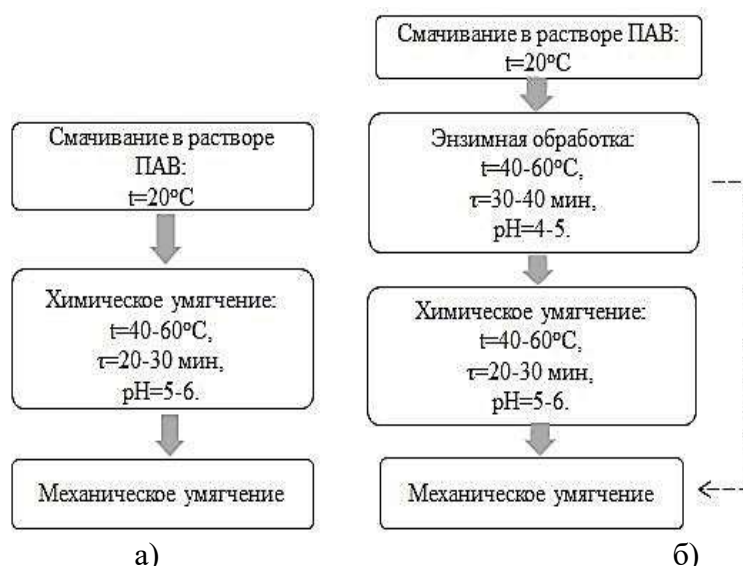 Смачивание в растворе
ПАВ:
t=20°C
Химическое умягчение:
t=40-60°C,
τ=20-30 мин,
pH=5-6.
Механическое умягчение
а)
Смачивание в растворе ПАВ:
t=20°C
Энзимная обработка:
t=40-60°C,
τ=30-40 мин,
pH=4-5.
Химическое умягчение:
t=40-60°C,
τ=20-30 мин,
pH=5-6.
Механическое умягчение
б)